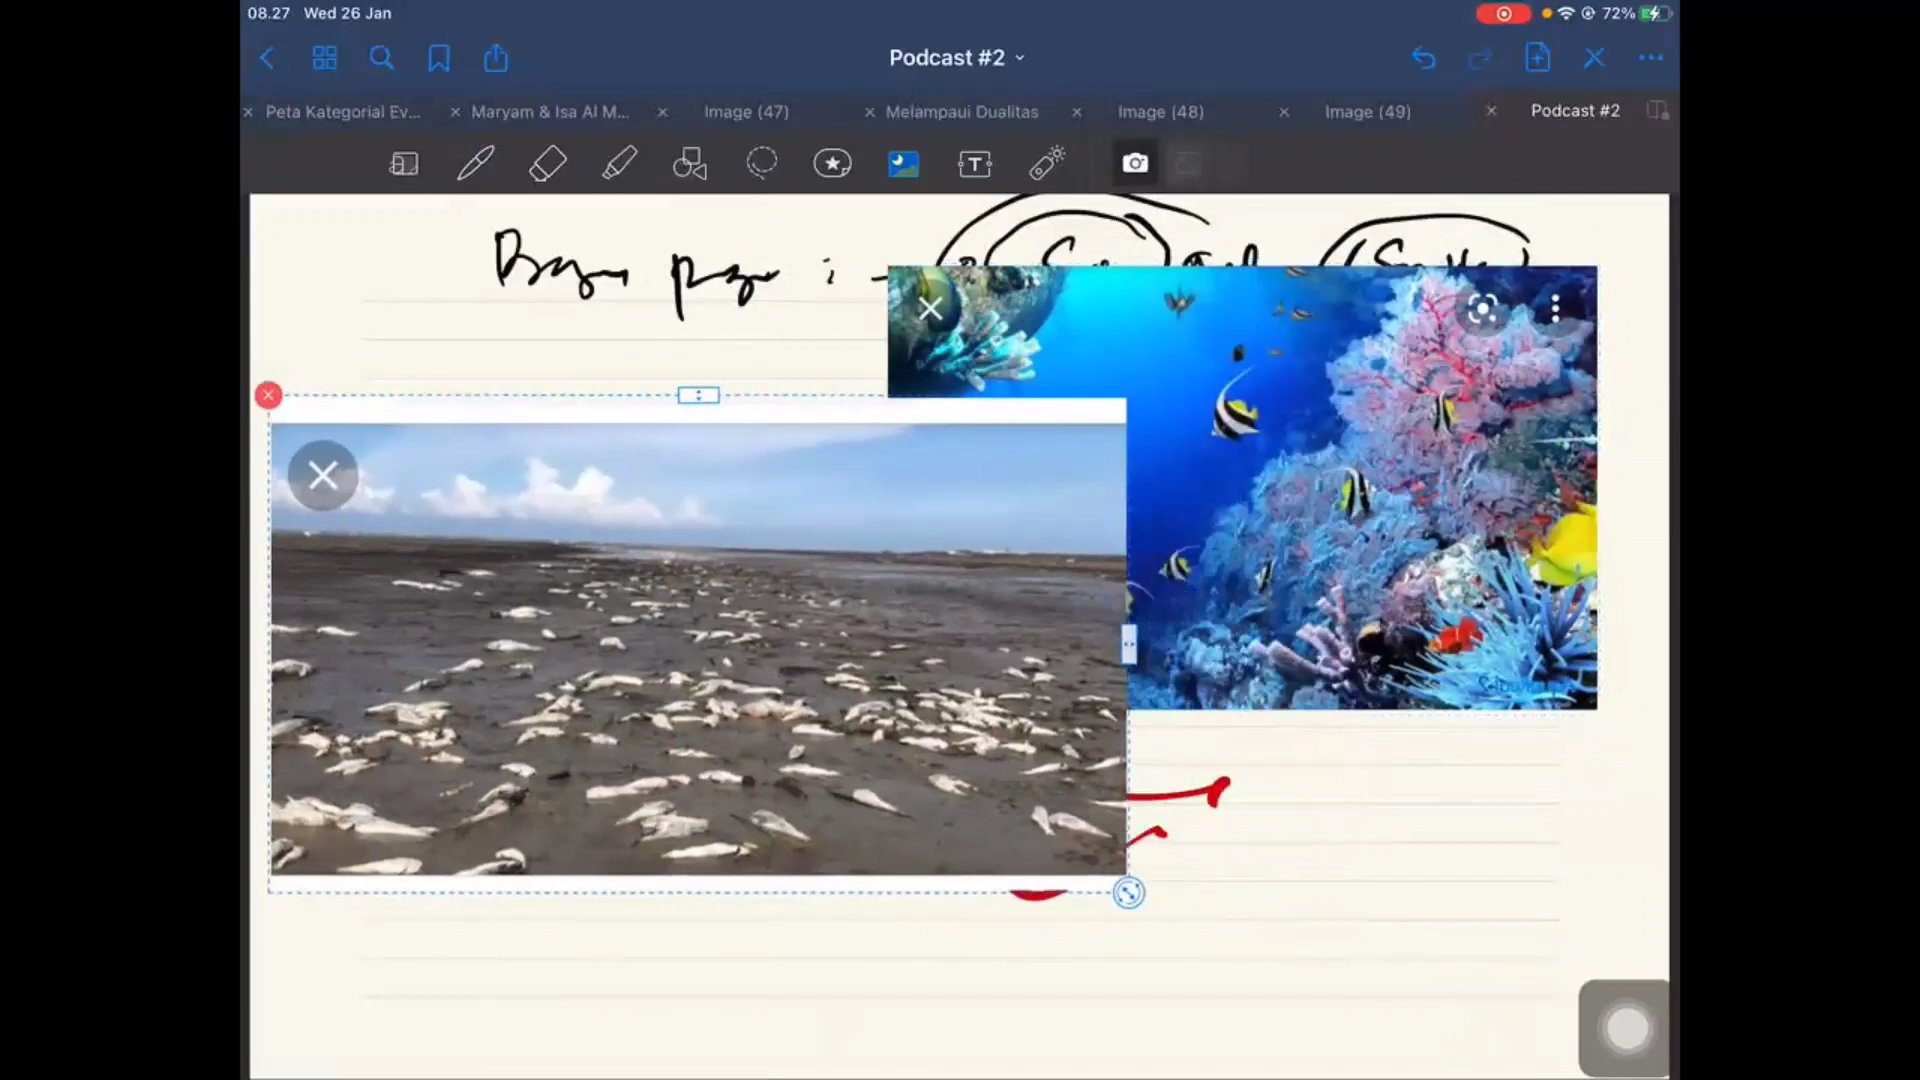 08.27 Wed 26 Jan
72%
Podcast #2
Peta Kategorial Ev...
Maryam & Isa Al M...
Image (47)
Melampaui Dualitas
Image (48)
Image (49)
Podcast #2
T